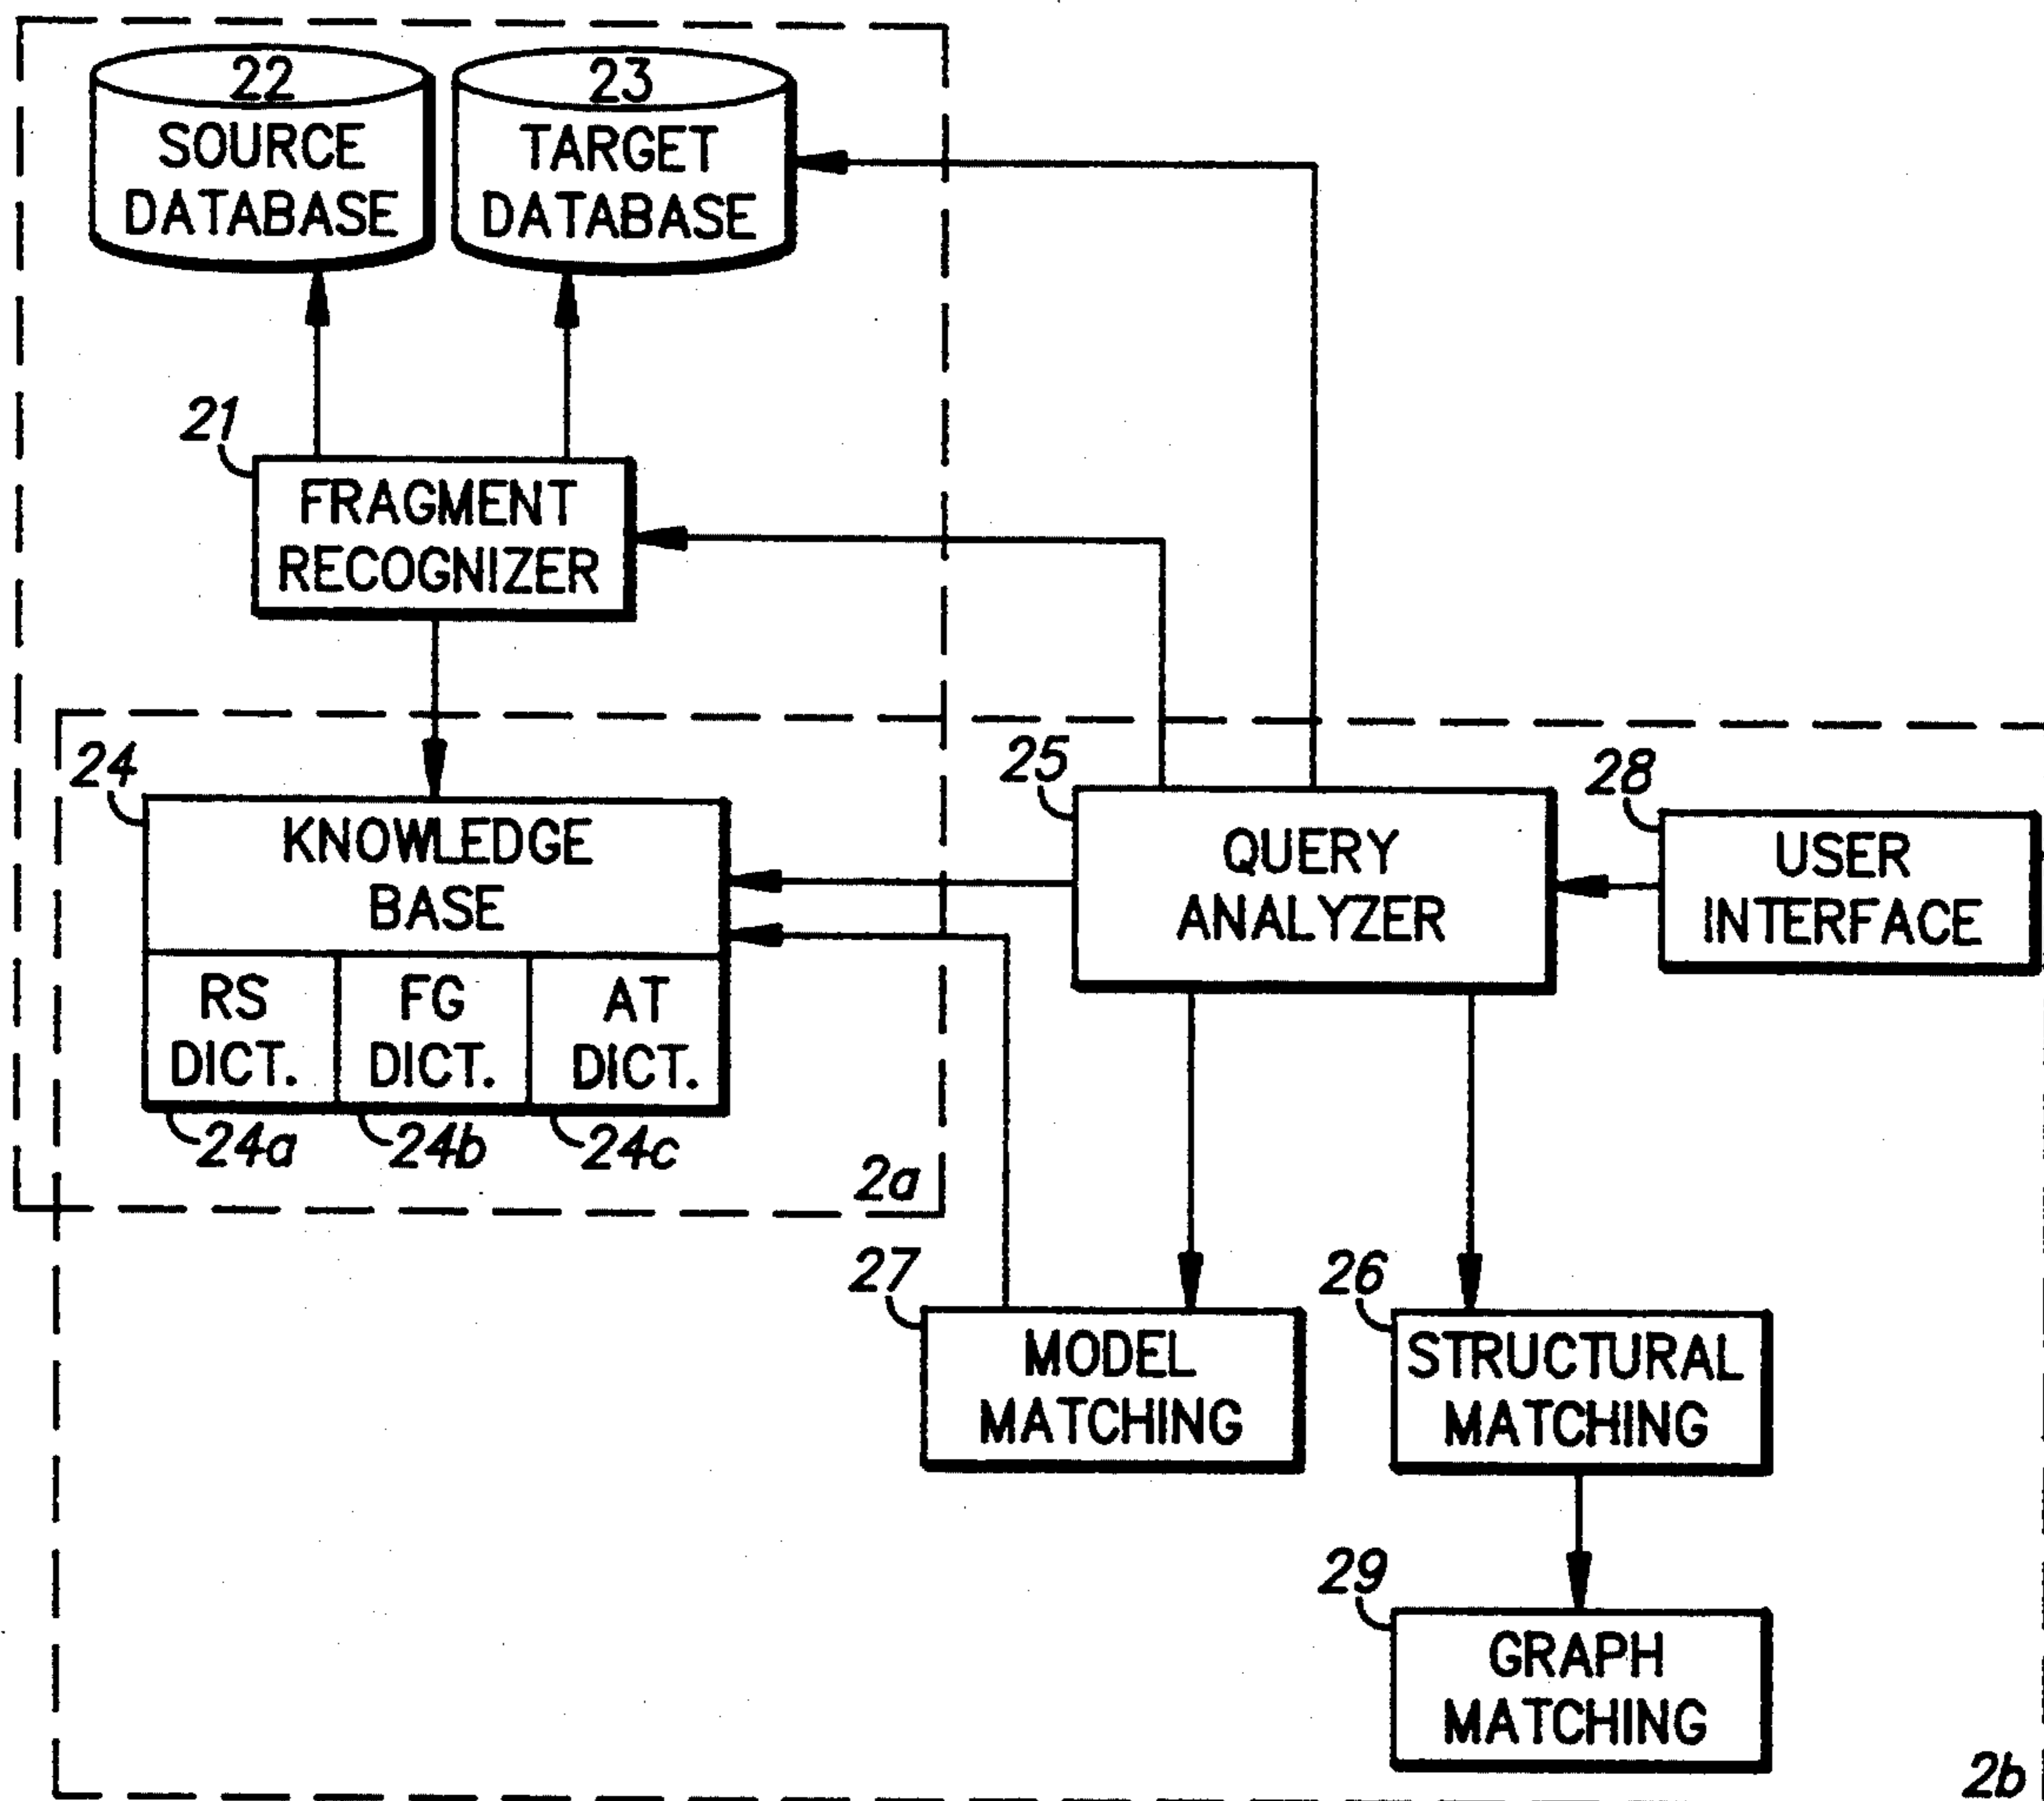 22
SOURCE
DATABASE
23
TARGET
DATABASE
21
FRAGMENT
RECOGNIZER
24
KNOWLEDGE
BASE
RS
DICT.
FG
DICT.
AT
DICT.
24a
24b
24c
2a
25
QUERY
ANALYZER
28
USER
INTERFACE
27
MODEL
MATCHING
26
STRUCTURAL
MATCHING
29
GRAPH
MATCHING
2b